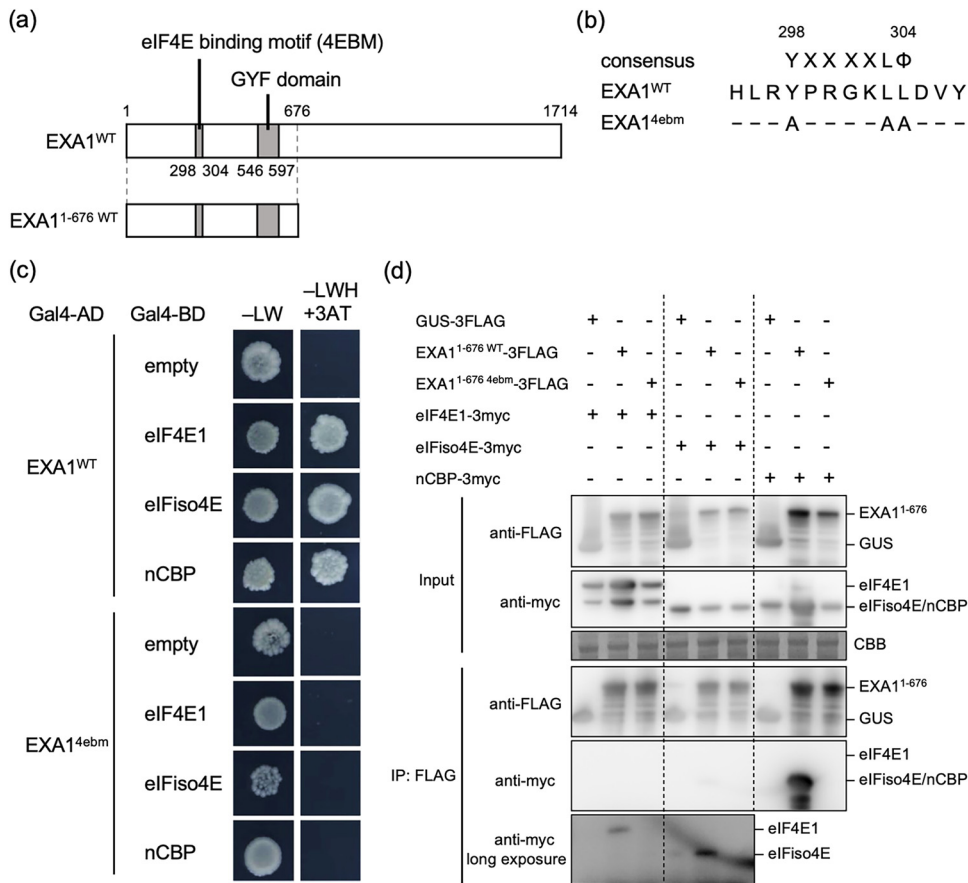 (a)
eIF4E binding motif (4EBM)
GYF domain
1 676 1714
EXA1WT
298 304 546 597
EXA11-676 WT
(b)
298 304
consensus Y X X X X L Φ
EXA1WT H L R Y P R G K L L D V Y
EXA14ebm – – – A – – – – A A – – –
(c)
Gal4-AD Gal4-BD –LW –LWH +3AT
EXA1WT
empty
eIF4E1
eIFiso4E
nCBP
EXA14ebm
empty
eIF4E1
eIFiso4E
nCBP
(d)
GUS-3FLAG + - - + - - + - -
EXA11-676 WT-3FLAG - + - - + - - + -
EXA11-676 4ebm-3FLAG - - + - - + - - +
eIF4E1-3myc + + + - - - - - -
eIFiso4E-3myc - - - + + + - - -
nCBP-3myc - - - - - - + + +
Input
anti-FLAG
EXA11-676
GUS
anti-myc
eIF4E1
eIFiso4E/nCBP
CBB
IP: FLAG
anti-FLAG
EXA11-676
GUS
anti-myc
eIF4E1
eIFiso4E/nCBP
anti-myc
long exposure
eIF4E1
eIFiso4E